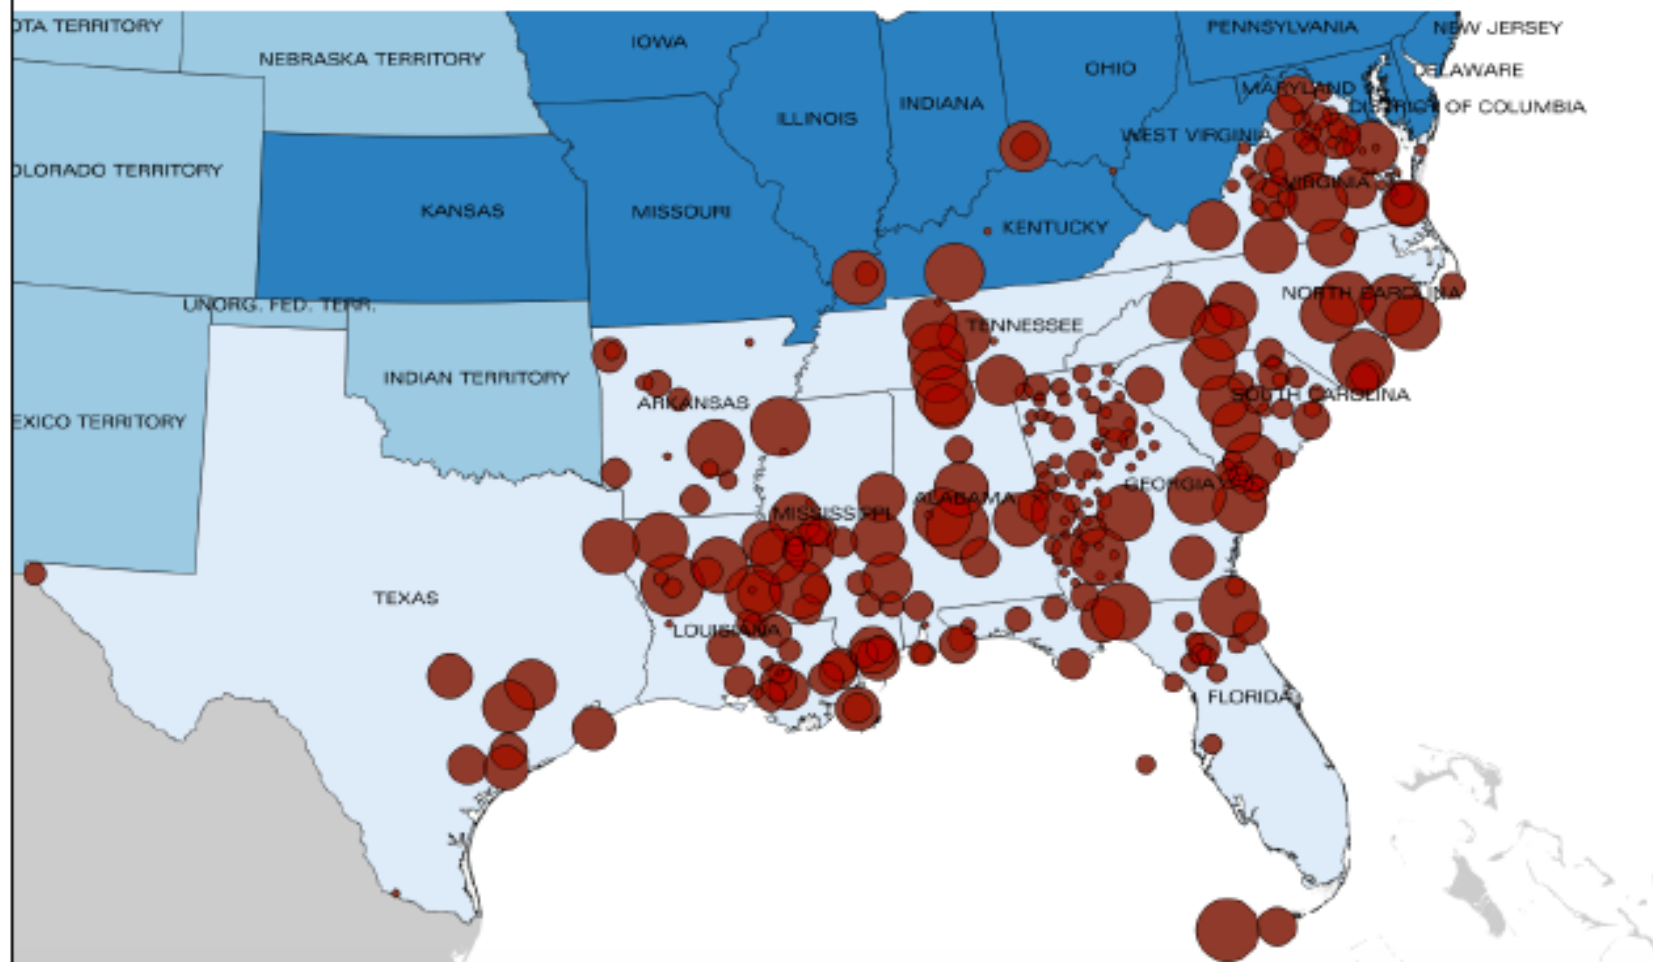 OTA TERRITORY
NEBRASKA TERRITORY
IOWA
PENNSYLVANIA
NEW JERSEY
OHIO
DELAWARE
ILLINOIS
INDIANA
MARYLAND
DISTRICT OF COLUMBIA
WEST VIRGINIA
OLORADO TERRITORY
KANSAS
MISSOURI
KENTUCKY
VIRGINIA
UNORG. FED. TERR.
NORTH CAROLINA
TENNESSEE
INDIAN TERRITORY
ARKANSAS
SOUTH CAROLINA
EXICO TERRITORY
GEORGIA
ALABAMA
MISSISSIPPI
TEXAS
LOUISIANA
FLORIDA